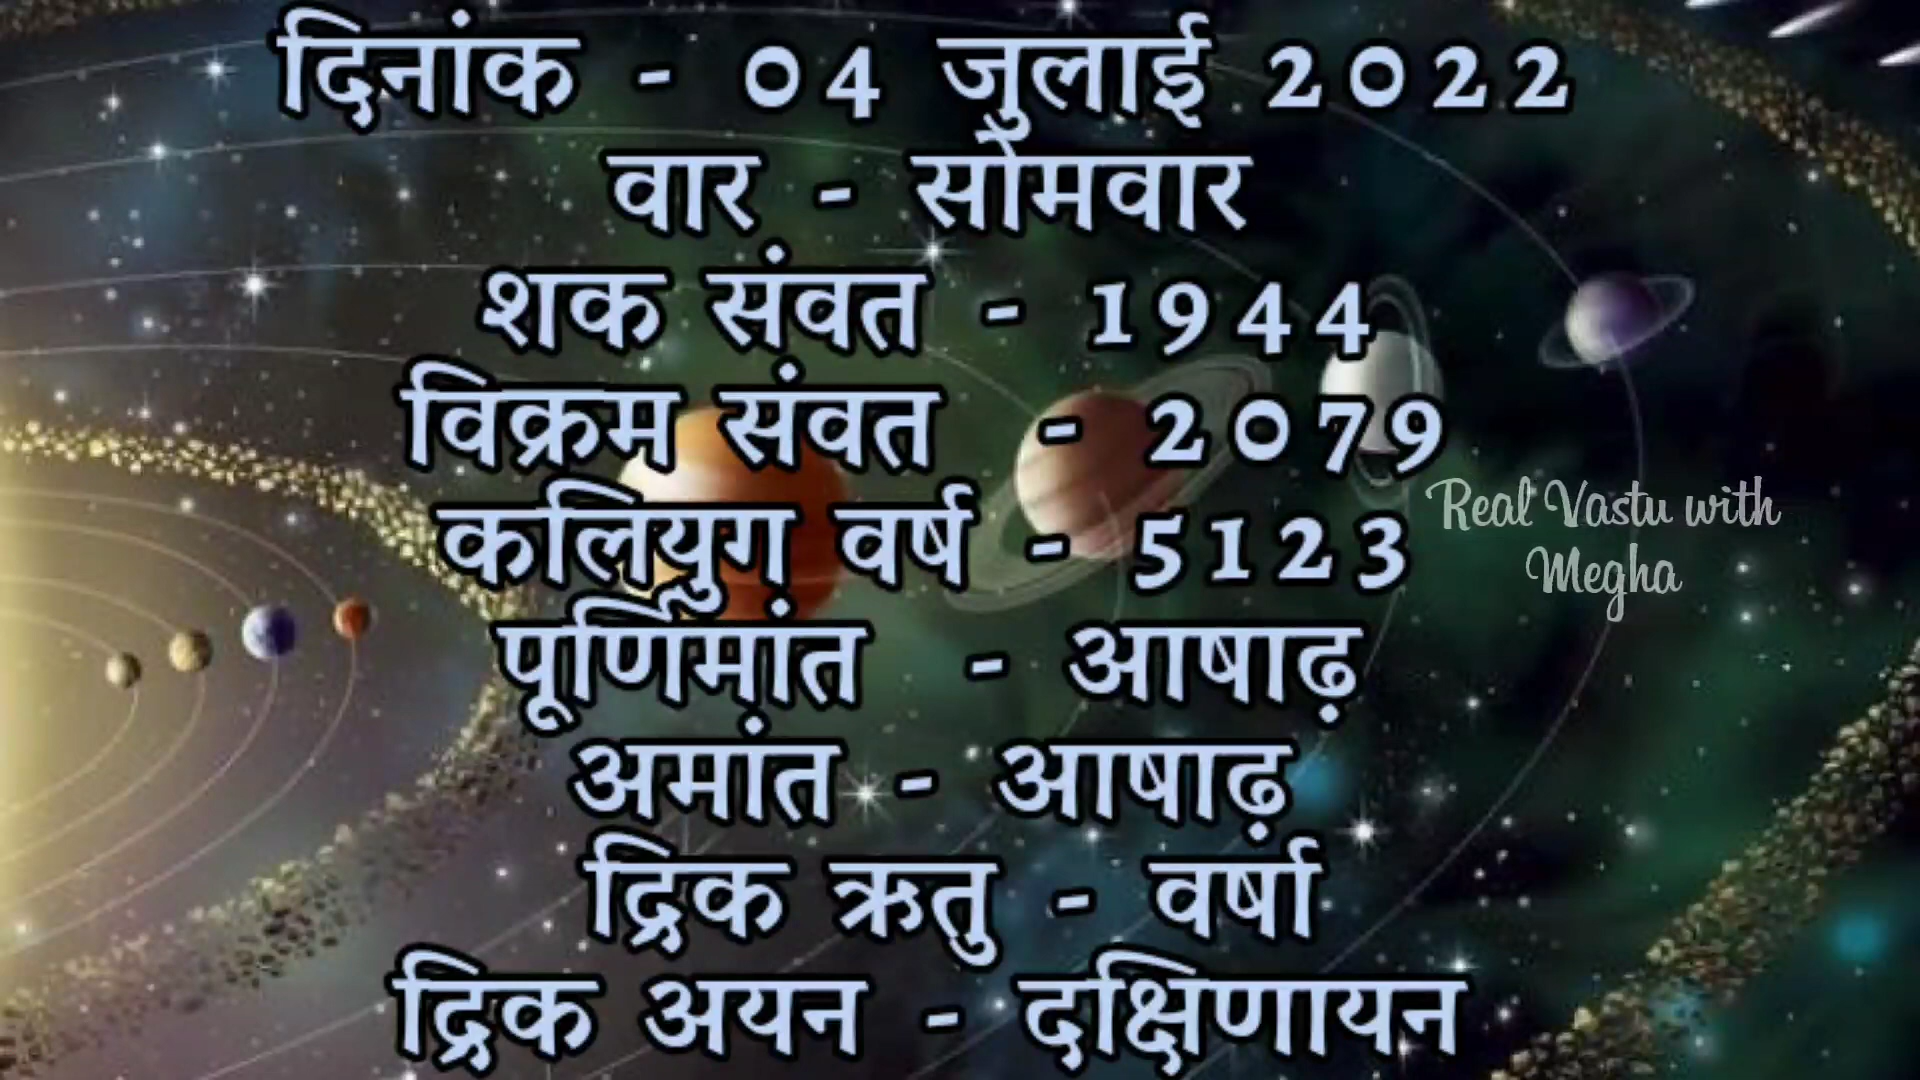 दिनांक - 04 जुलाई 2022
वार - सोमवार
शक संवत - 1944
विक्रम संवत - 2079
कलियुग वर्ष - 5123
पूर्णिमांत - आषाढ़
अमांत - आषाढ़
द्रिक ऋतु - वर्षा
द्रिक अयन - दक्षिणायन
Real Vastu with
Megha